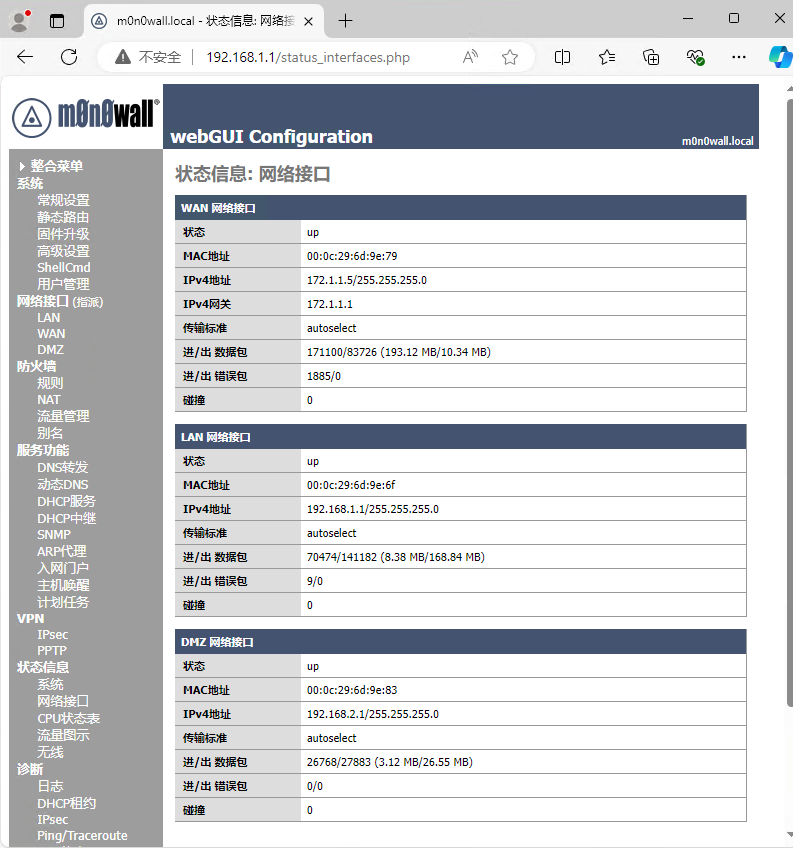 m0n0wall.local - 状态信息: 网络接
不安全 192.168.1.1/status_interfaces.php
m0n0wall®
webGUI Configuration
m0n0wall.local
整合菜单
系统
常规设置
静态路由
固件升级
高级设置
ShellCmd
用户管理
网络接口 (指派)
LAN
WAN
DMZ
防火墙
规则
NAT
流量管理
别名
服务功能
DNS转发
动态DNS
DHCP服务
DHCP中继
SNMP
ARP代理
入网门户
主机唤醒
计划任务
VPN
IPsec
PPTP
状态信息
系统
网络接口
CPU状态表
流量图示
无线
诊断
日志
DHCP租约
IPsec
Ping/Traceroute
状态信息: 网络接口
WAN 网络接口
状态 up
MAC地址 00:0c:29:6d:9e:79
IPv4地址 172.1.1.5/255.255.255.0
IPv4网关 172.1.1.1
传输标准 autoselect
进/出 数据包 171100/83726 (193.12 MB/10.34 MB)
进/出 错误包 1885/0
碰撞 0
LAN 网络接口
状态 up
MAC地址 00:0c:29:6d:9e:6f
IPv4地址 192.168.1.1/255.255.255.0
传输标准 autoselect
进/出 数据包 70474/141182 (8.38 MB/168.84 MB)
进/出 错误包 9/0
碰撞 0
DMZ 网络接口
状态 up
MAC地址 00:0c:29:6d:9e:83
IPv4地址 192.168.2.1/255.255.255.0
传输标准 autoselect
进/出 数据包 26768/27883 (3.12 MB/26.55 MB)
进/出 错误包 0/0
碰撞 0